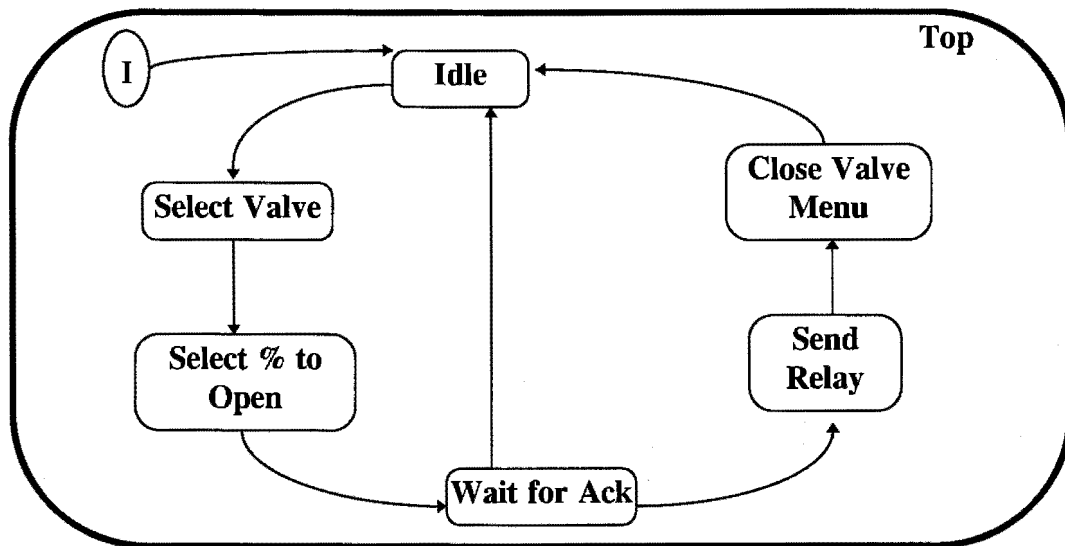 Top
I
Idle
Close Valve
Menu
Select Valve
Send
Relay
Select % to
Open
Wait for Ack